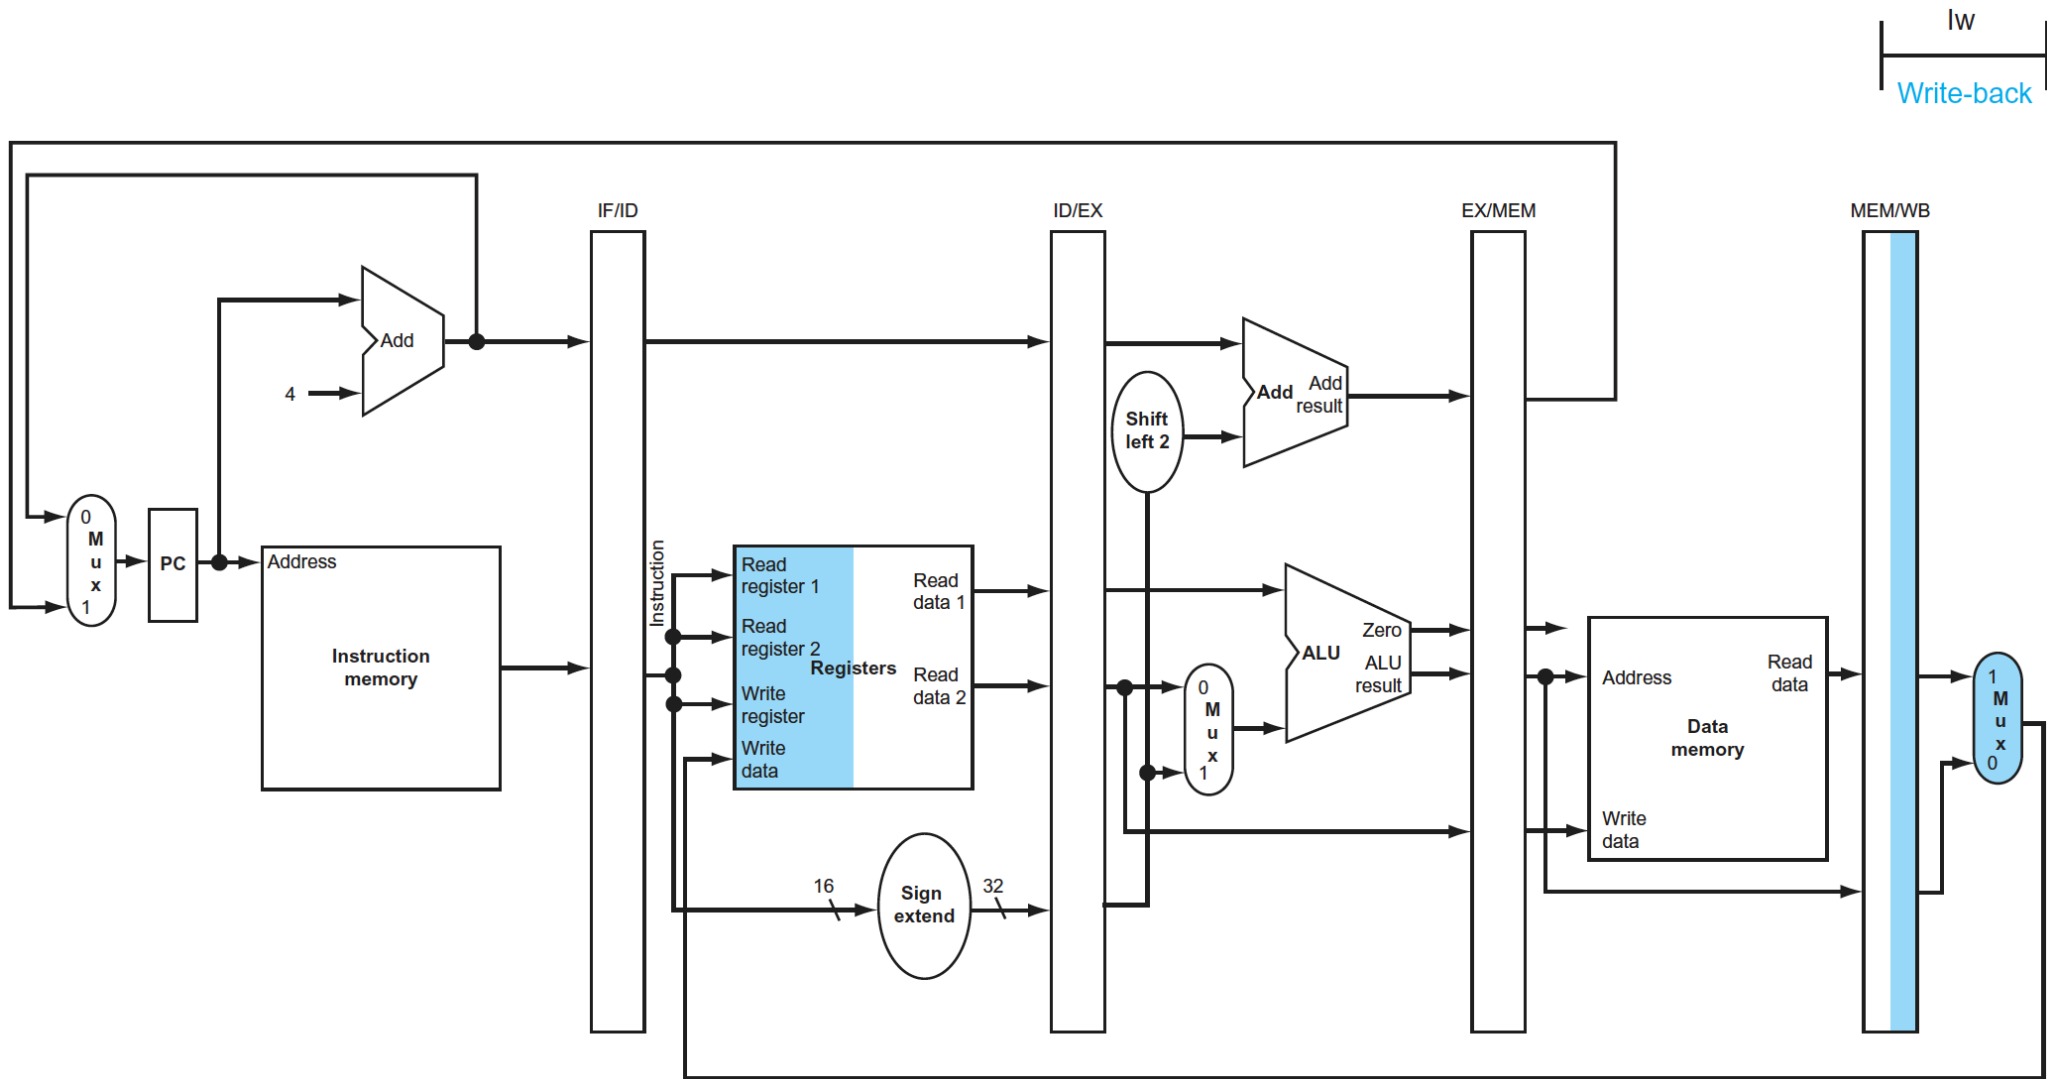 lw
Write-back
IF/ID
ID/EX
EX/MEM
MEM/WB
Add
4
Shift
left 2
Add
Add
result
0
M
u
x
1
PC
Address
Instruction
memory
Instruction
Read
register 1
Read
register 2
Write
register
Write
data
Registers
Read
data 1
Read
data 2
16
Sign
extend
32
0
M
u
x
1
ALU
Zero
ALU
result
Address
Read
data
Data
memory
Write
data
1
M
u
x
0